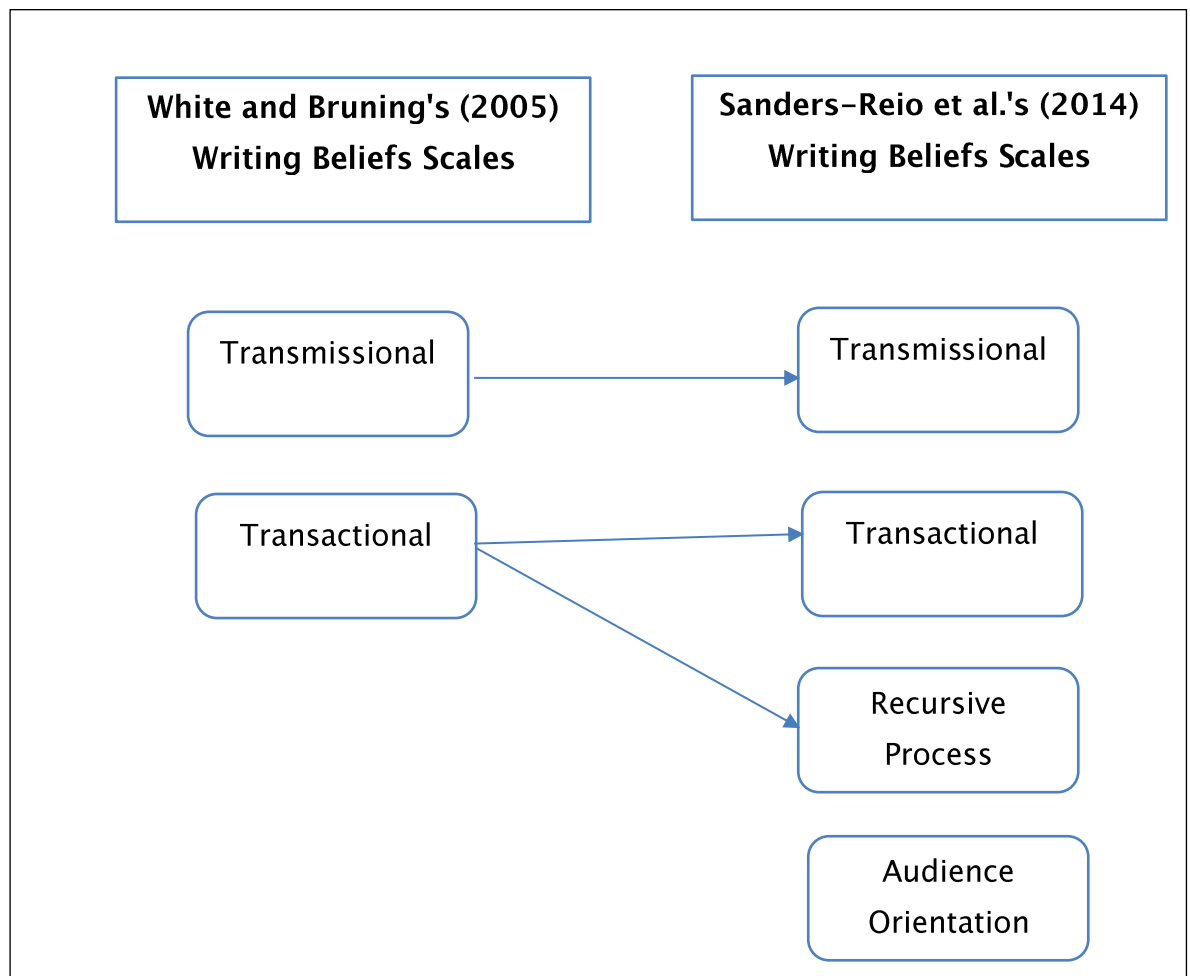 White and Bruning's (2005)
Writing Beliefs Scales
Sanders-Reio et al.'s (2014)
Writing Beliefs Scales
Transmissional
Transmissional
Transactional
Transactional
Recursive
Process
Audience
Orientation